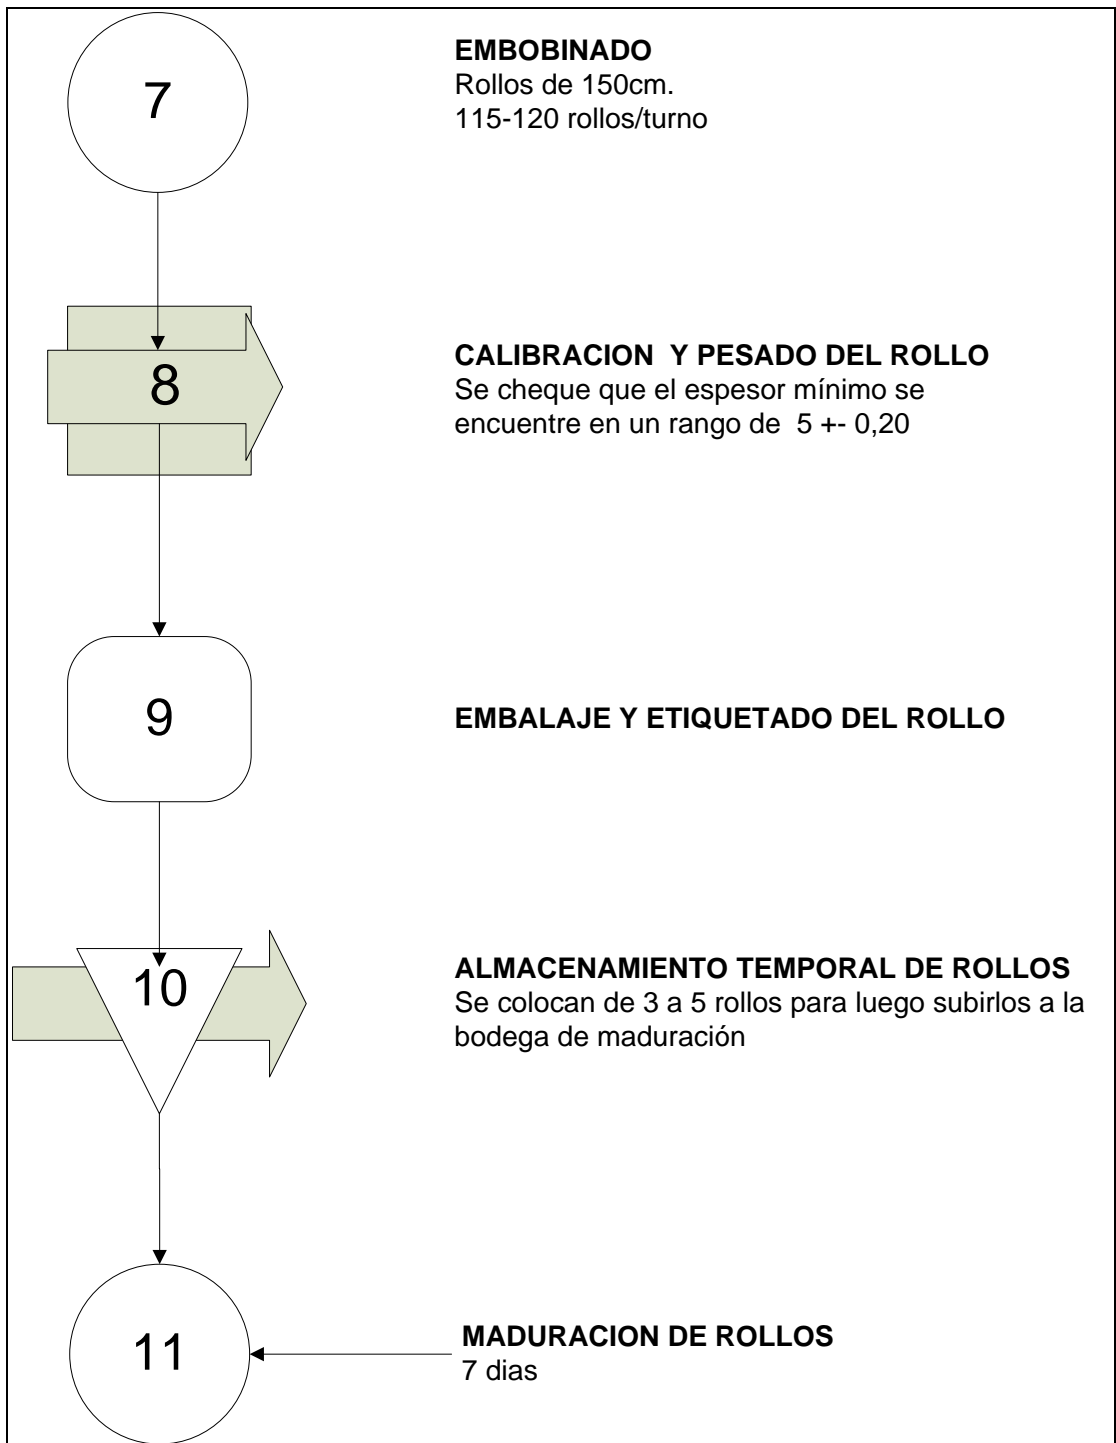 7
EMBOBINADO
Rollos de 150cm.
115-120 rollos/turno
8
CALIBRACION Y PESADO DEL ROLLO
Se cheque que el espesor mínimo se
encuentre en un rango de 5 +- 0,20
9
EMBALAJE Y ETIQUETADO DEL ROLLO
10
ALMACENAMIENTO TEMPORAL DE ROLLOS
Se colocan de 3 a 5 rollos para luego subirlos a la
bodega de maduración
11
MADURACION DE ROLLOS
7 dias